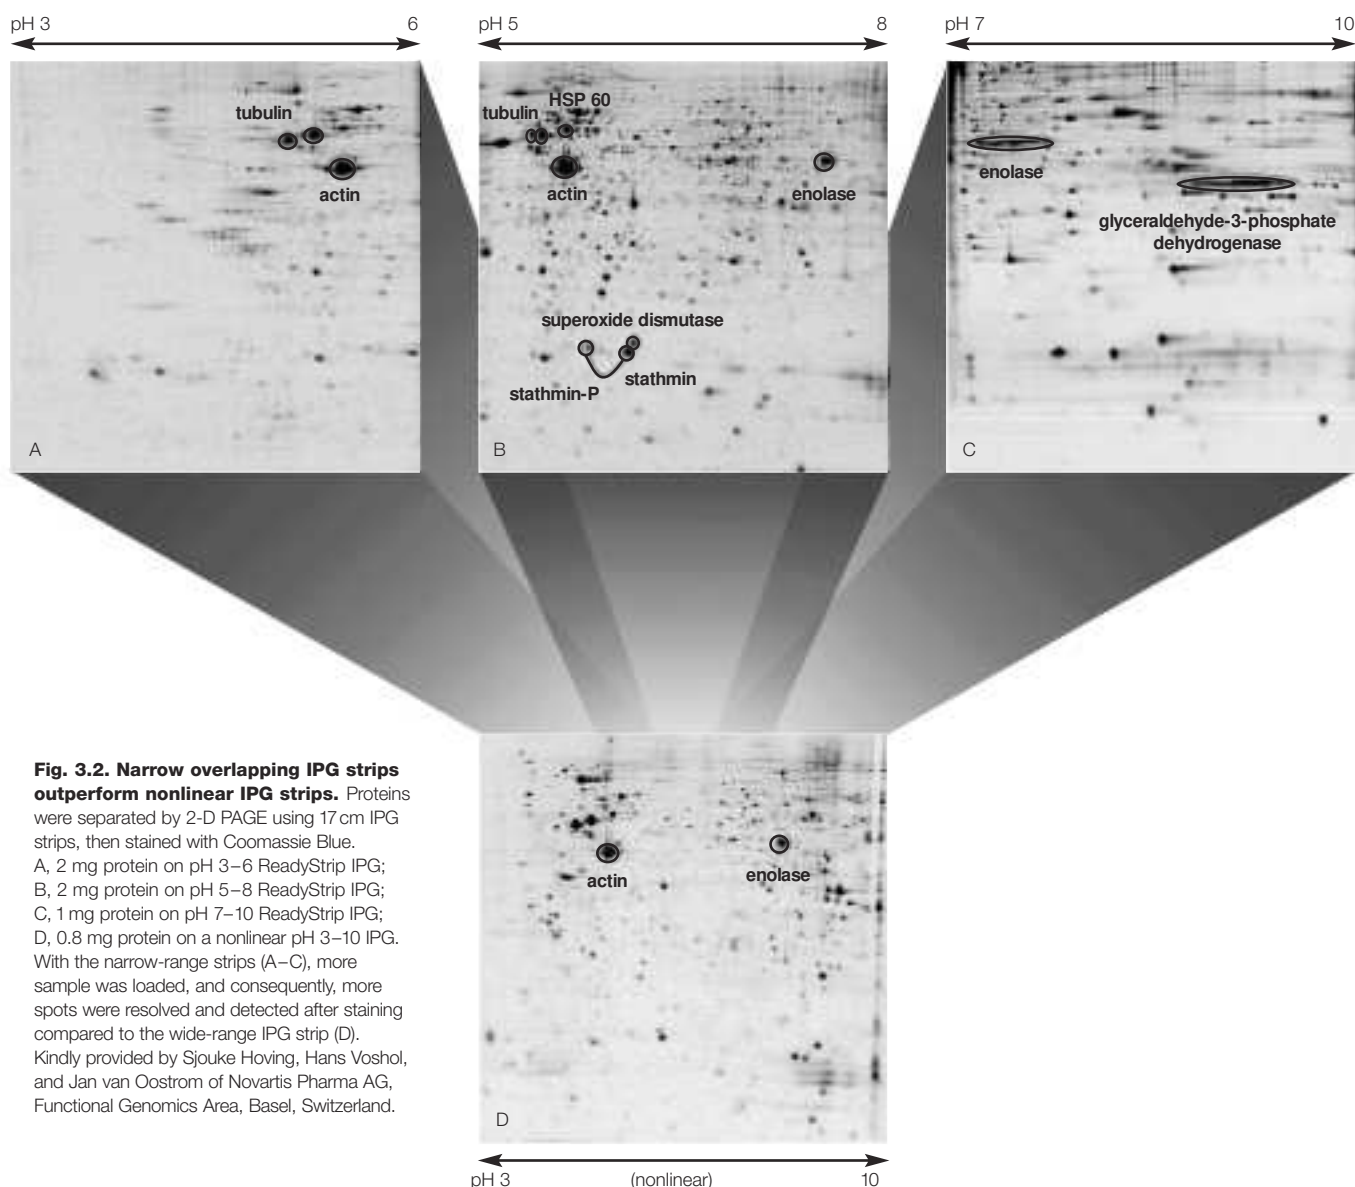 pH 3 6
pH 5 8
pH 7 10
tubulin
actin
A
tubulin
HSP 60
actin
enolase
superoxide dismutase
stathmin-P
stathmin
B
enolase
glyceraldehyde-3-phosphate
dehydrogenase
C
Fig. 3.2. Narrow overlapping IPG strips
outperform nonlinear IPG strips. Proteins
were separated by 2-D PAGE using 17 cm IPG
strips, then stained with Coomassie Blue.
A, 2 mg protein on pH 3–6 ReadyStrip IPG;
B, 2 mg protein on pH 5–8 ReadyStrip IPG;
C, 1 mg protein on pH 7–10 ReadyStrip IPG;
D, 0.8 mg protein on a nonlinear pH 3–10 IPG.
With the narrow-range strips (A–C), more
sample was loaded, and consequently, more
spots were resolved and detected after staining
compared to the wide-range IPG strip (D).
Kindly provided by Sjouke Hoving, Hans Voshol,
and Jan van Oostrom of Novartis Pharma AG,
Functional Genomics Area, Basel, Switzerland.
actin
enolase
D
pH 3 (nonlinear) 10